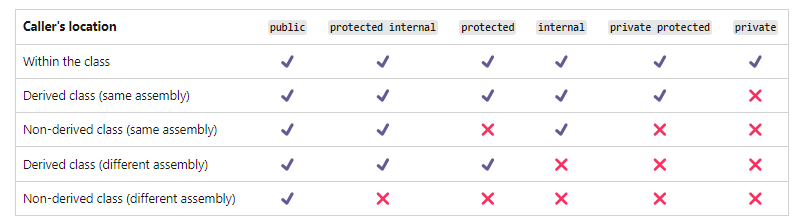 Caller's location public protected internal protected internal private protected private
Within the class ✔ ✔ ✔ ✔ ✔ ✔
Derived class (same assembly) ✔ ✔ ✔ ✔ ✔ ❌
Non-derived class (same assembly) ✔ ✔ ❌ ✔ ❌ ❌
Derived class (different assembly) ✔ ✔ ✔ ❌ ❌ ❌
Non-derived class (different assembly) ✔ ❌ ❌ ❌ ❌ ❌